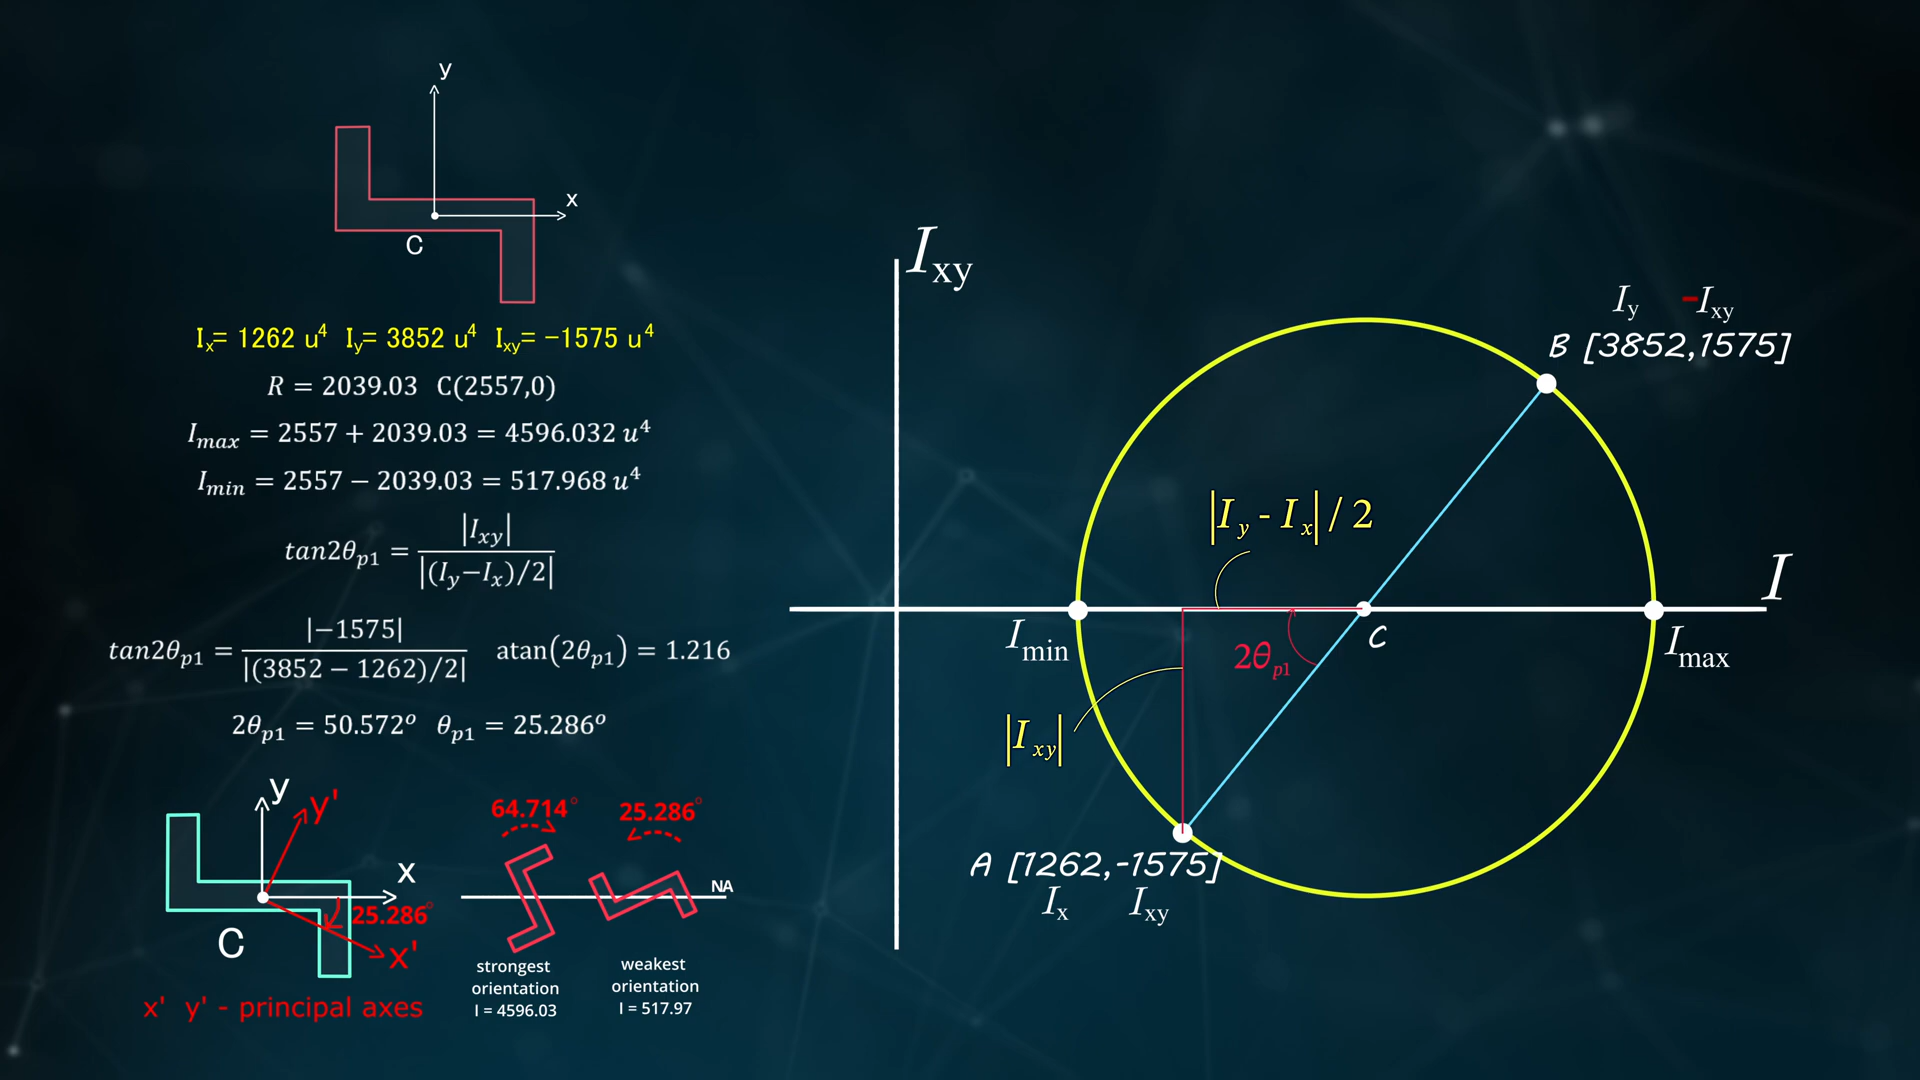 y
x
C
Ix= 1262 u⁴ Iy= 3852 u⁴ Ixy= −1575 u⁴
R = 2039.03 C(2557,0)
Imax = 2557 + 2039.03 = 4596.032 u⁴
Imin = 2557 − 2039.03 = 517.968 u⁴
tan2θp1 = |Ixy| / |(Iy−Ix)/2|
tan2θp1 = |−1575| / |(3852 − 1262)/2| atan(2θp1) = 1.216
2θp1 = 50.572° θp1 = 25.286°
y
y'
x
25.286°
x'
C
x' y' - principal axes
64.714°
25.286°
NA
strongest
orientation
I = 4596.03
weakest
orientation
I = 517.97
Ixy
Iy -Ixy
B [3852,1575]
|Iy - Ix| / 2
I
Imin
2θp1
C
Imax
|Ixy|
A [1262,-1575]
Ix Ixy